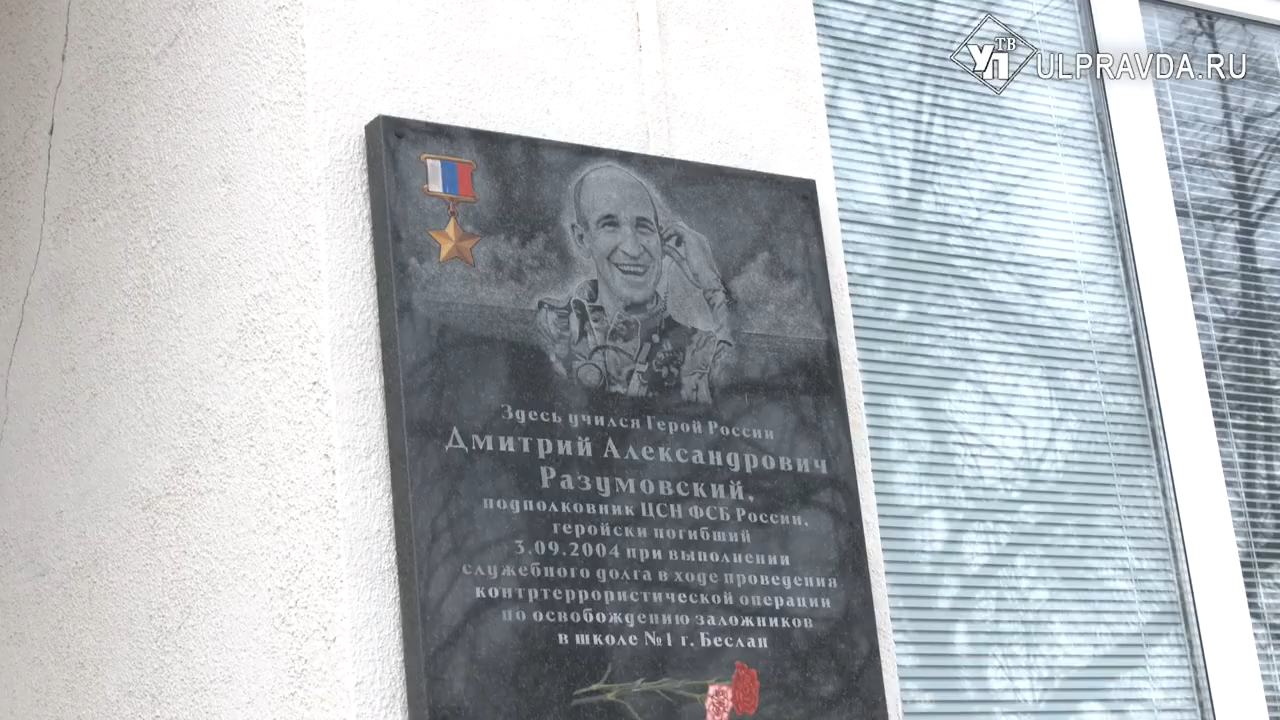 УП ТВ ULPRAVDA.RU
Здесь учился Герой России
Дмитрий Александрович
Разумовский,
подполковник ЦСН ФСБ России,
геройски погибший
3.09.2004 при выполнении
служебного долга в ходе проведения
контртеррористической операции
по освобождению заложников
в школе №1 г. Беслан